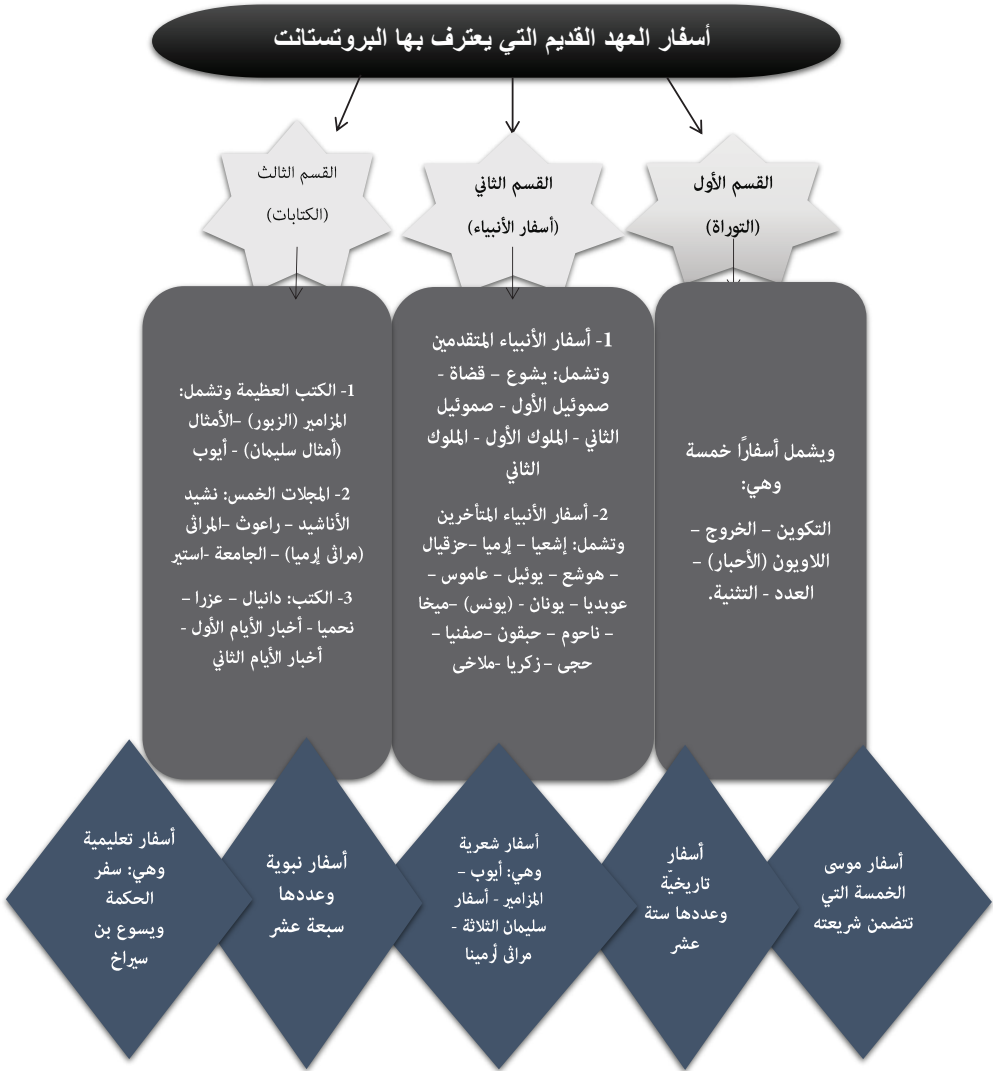 أسفار العهد القديم التي يعترف بها البروتستانت
القسم الأول
(التوراة)
القسم الثاني
(أسفار الأنبياء)
القسم الثالث
(الكتابات)
ويشمل أسفارًا خمسة
وهي:
التكوين – الخروج –
اللاويون (الأحبار) –
العدد - التثنية.
1- أسفار الأنبياء المتقدمين
وتشمل: يشوع – قضاة -
صموئيل الأول - صموئيل
الثاني - الملوك الأول - الملوك
الثاني
2- أسفار الأنبياء المتأخرين
وتشمل: إشعيا – إرميا –حزقيال
– هوشع – يوئيل – عاموس –
عوبديا – يونان - (يونس) –ميخا
– ناحوم – حبقون –صفنيا –
حجى – زكريا -ملاخى
1- الكتب العظيمة وتشمل:
المزامير (الزبور) –الأمثال
(أمثال سليمان) - أيوب
2- المجلات الخمس: نشيد
الأناشيد – راعوث –المراثى
(مراثى إرميا) – الجامعة -استير
3- الكتب: دانيال – عزرا –
نحميا - أخبار الأيام الأول -
أخبار الأيام الثاني
أسفار موسى
الخمسة التي
تتضمن شريعته
أسفار
تاريخيّة
وعددها ستة
عشر
أسفار شعرية
وهي: أيوب –
المزامير - أسفار
سليمان الثلاثة -
مراثى أرمينا
أسفار نبوية
وعددها
سبعة عشر
أسفار تعليمية
وهي: سفر
الحكمة
ويسوع بن
سيراخ